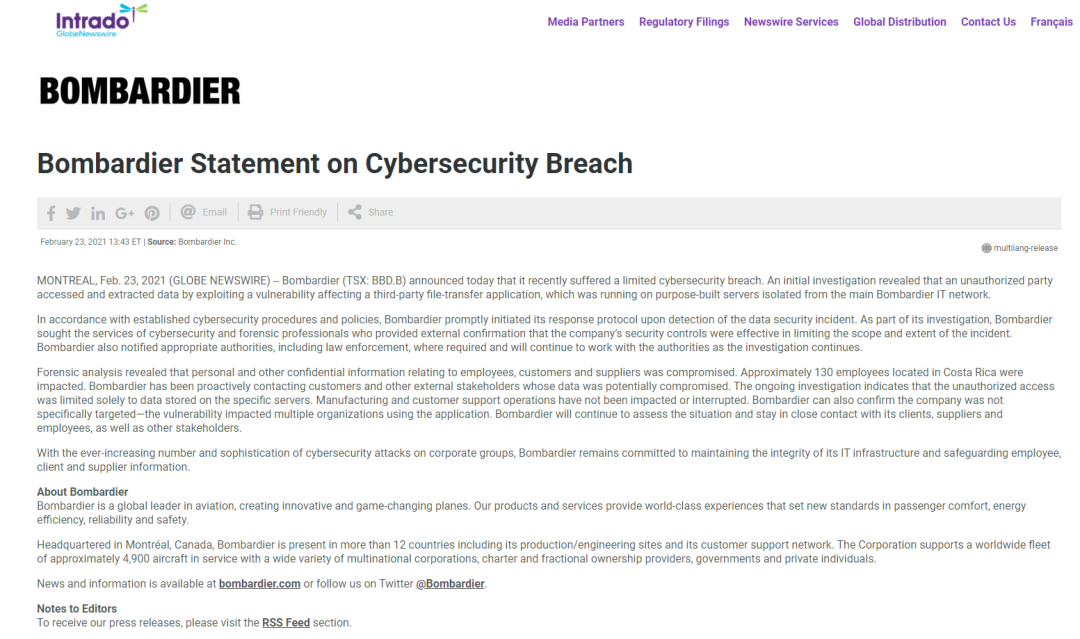 Intrado
GlobeNewswire
Media Partners Regulatory Filings Newswire Services Global Distribution Contact Us Français
BOMBARDIER
Bombardier Statement on Cybersecurity Breach
Email Print Friendly Share
February 23, 2021 13:43 ET | Source: Bombardier Inc.
multilang-release
MONTREAL, Feb. 23, 2021 (GLOBE NEWSWIRE) -- Bombardier (TSX: BBD.B) announced today that it recently suffered a limited cybersecurity breach. An initial investigation revealed that an unauthorized party
accessed and extracted data by exploiting a vulnerability affecting a third-party file-transfer application, which was running on purpose-built servers isolated from the main Bombardier IT network.
In accordance with established cybersecurity procedures and policies, Bombardier promptly initiated its response protocol upon detection of the data security incident. As part of its investigation, Bombardier
sought the services of cybersecurity and forensic professionals who provided external confirmation that the company's security controls were effective in limiting the scope and extent of the incident.
Bombardier also notified appropriate authorities, including law enforcement, where required and will continue to work with the authorities as the investigation continues.
Forensic analysis revealed that personal and other confidential information relating to employees, customers and suppliers was compromised. Approximately 130 employees located in Costa Rica were
impacted. Bombardier has been proactively contacting customers and other external stakeholders whose data was potentially compromised. The ongoing investigation indicates that the unauthorized access
was limited solely to data stored on the specific servers. Manufacturing and customer support operations have not been impacted or interrupted. Bombardier can also confirm the company was not
specifically targeted—the vulnerability impacted multiple organizations using the application. Bombardier will continue to assess the situation and stay in close contact with its clients, suppliers and
employees, as well as other stakeholders.
With the ever-increasing number and sophistication of cybersecurity attacks on corporate groups, Bombardier remains committed to maintaining the integrity of its IT infrastructure and safeguarding employee,
client and supplier information.
About Bombardier
Bombardier is a global leader in aviation, creating innovative and game-changing planes. Our products and services provide world-class experiences that set new standards in passenger comfort, energy
efficiency, reliability and safety.
Headquartered in Montréal, Canada, Bombardier is present in more than 12 countries including its production/engineering sites and its customer support network. The Corporation supports a worldwide fleet
of approximately 4,900 aircraft in service with a wide variety of multinational corporations, charter and fractional ownership providers, governments and private individuals.
News and information is available at bombardier.com or follow us on Twitter @Bombardier.
Notes to Editors
To receive our press releases, please visit the RSS Feed section.